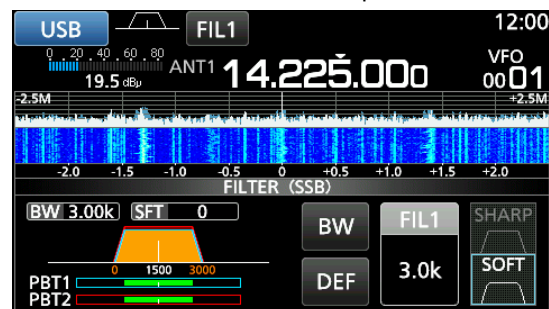 USB FIL1 12:00
0 20 40 60 80
19.5 dBμ ANT1 14.225.000 VFO 00 01
-2.5M +2.5M
-2.0 -1.5 -1.0 -0.5 0 +0.5 +1.0 +1.5 +2.0
FILTER (SSB)
BW 3.00k SFT 0 BW FIL1 SHARP
0 1500 3000
DEF 3.0k SOFT
PBT1
PBT2